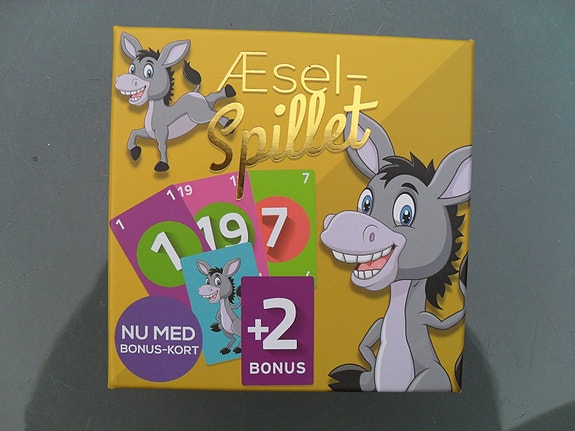 Æsel-
Spillet
1
1
19
19
1
7
7
NU MED
BONUS-KORT
+2
BONUS